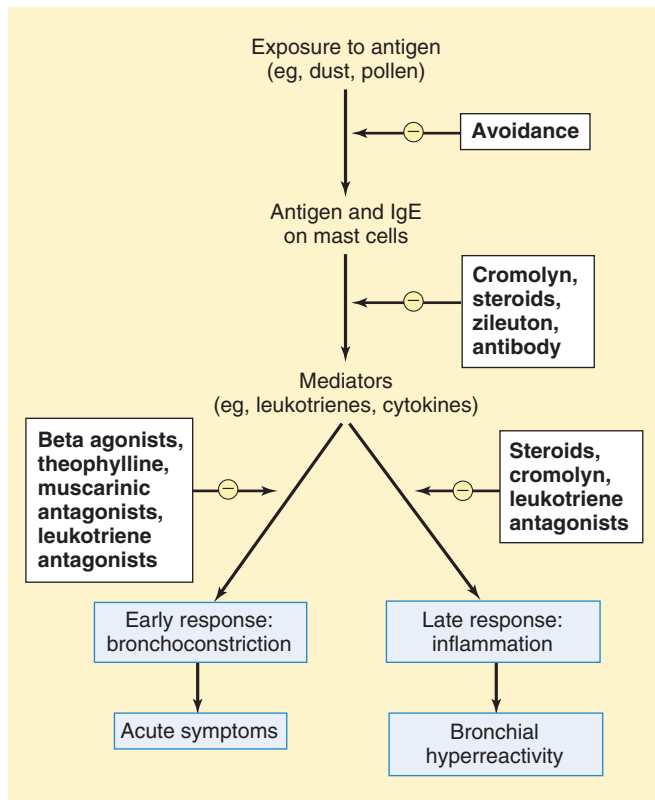 Exposure to antigen
(eg, dust, pollen)
Avoidance
Antigen and IgE
on mast cells
Cromolyn,
steroids,
zileuton,
antibody
Mediators
(eg, leukotrienes, cytokines)
Beta agonists,
theophylline,
muscarinic
antagonists,
leukotriene
antagonists
Steroids,
cromolyn,
leukotriene
antagonists
Early response:
bronchoconstriction
Late response:
inflammation
Acute symptoms
Bronchial
hyperreactivity